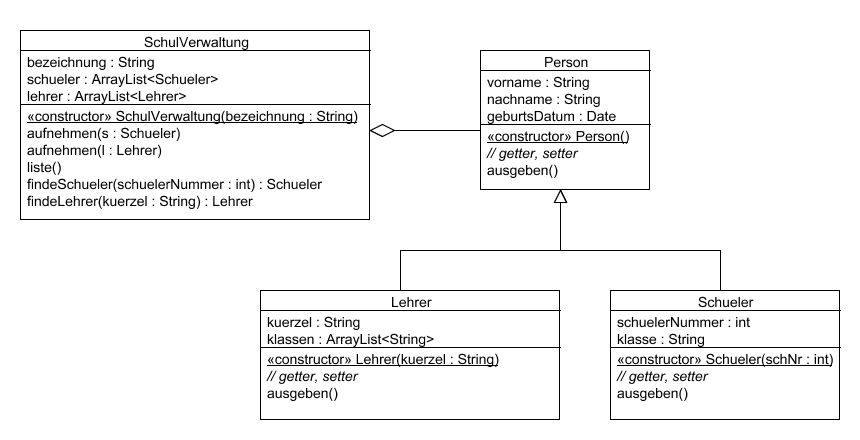 SchulVerwaltung
bezeichnung : String
schueler : ArrayList<Schueler>
lehrer : ArrayList<Lehrer>
«constructor» SchulVerwaltung(bezeichnung : String)
aufnehmen(s : Schueler)
aufnehmen(l : Lehrer)
liste()
findeSchueler(schuelerNummer : int) : Schueler
findeLehrer(kuerzel : String) : Lehrer
Person
vorname : String
nachname : String
geburtsDatum : Date
«constructor» Person()
// getter, setter
ausgeben()
Lehrer
kuerzel : String
klassen : ArrayList<String>
«constructor» Lehrer(kuerzel : String)
// getter, setter
ausgeben()
Schueler
schuelerNummer : int
klasse : String
«constructor» Schueler(schNr : int)
// getter, setter
ausgeben()